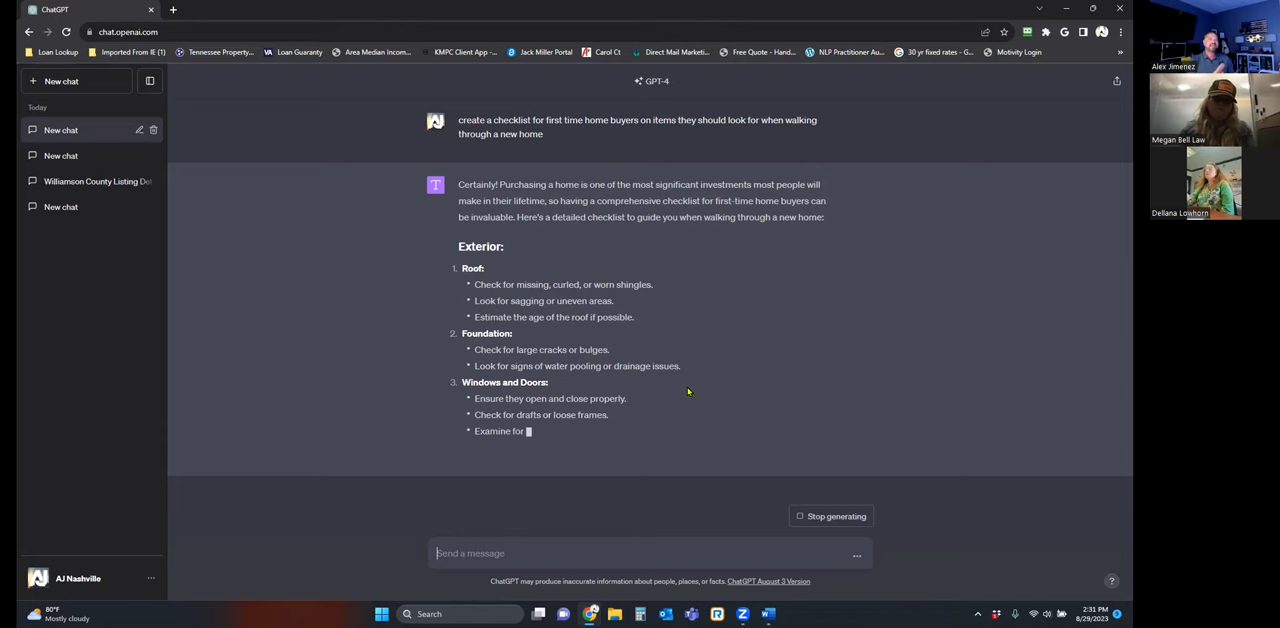 ChatGPT
chat.openai.com
Loan Lookup
Imported From IE (1)
Tennessee Property...
Loan Guaranty
Area Median Incom...
KMPC Client App -...
Jack Miller Portal
Carol Ct
Direct Mail Marketi...
Free Quote - Hand...
NLP Practitioner Au...
30 yr fixed rates - G...
Motivity Login
New chat
Today
New chat
New chat
Williamson County Listing Det
New chat
AJ Nashville
GPT-4
create a checklist for first time home buyers on items they should look for when walking
through a new home
Certainly! Purchasing a home is one of the most significant investments most people will
make in their lifetime, so having a comprehensive checklist for first-time home buyers can
be invaluable. Here's a detailed checklist to guide you when walking through a new home:
Exterior:
1. Roof:
• Check for missing, curled, or worn shingles.
• Look for sagging or uneven areas.
• Estimate the age of the roof if possible.
2. Foundation:
• Check for large cracks or bulges.
• Look for signs of water pooling or drainage issues.
3. Windows and Doors:
• Ensure they open and close properly.
• Check for drafts or loose frames.
• Examine for
Stop generating
Send a message
ChatGPT may produce inaccurate information about people, places, or facts. ChatGPT August 3 Version
?
Alex Jimenez
Megan Bell Law
Dellana Lowhorn
80°F
Mostly cloudy
Search
2:31 PM
8/29/2023